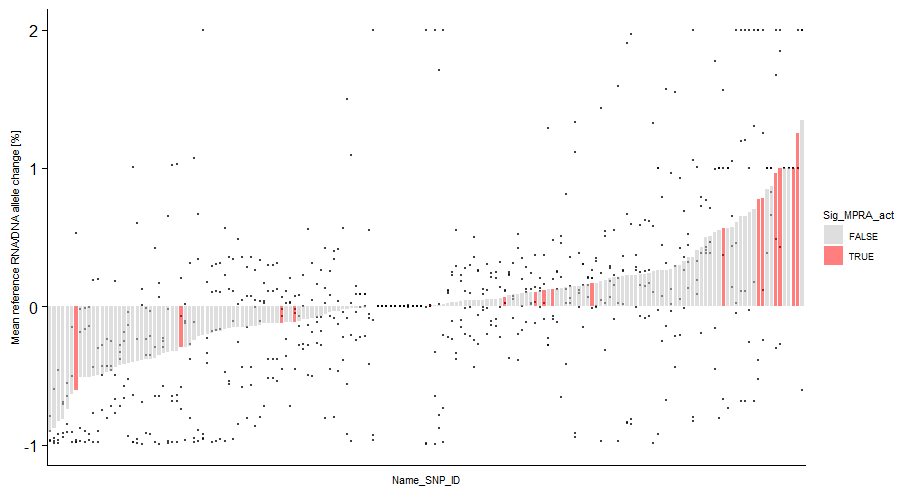 Mean reference RNA/DNA allele change [%]
2
1
0
-1
Name_SNP_ID
Sig_MPRA_act
FALSE
TRUE